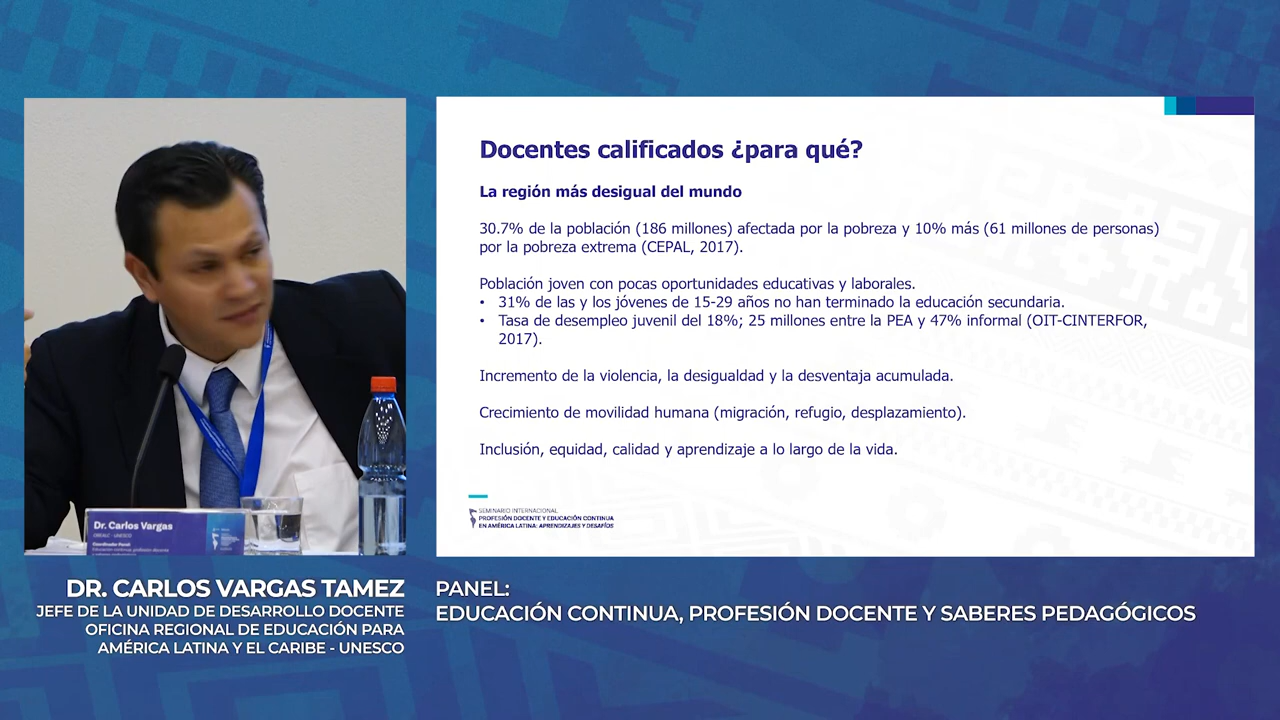 Docentes calificados ¿para qué?
La región más desigual del mundo
30.7% de la población (186 millones) afectada por la pobreza y 10% más (61 millones de personas)
por la pobreza extrema (CEPAL, 2017).
Población joven con pocas oportunidades educativas y laborales.
• 31% de las y los jóvenes de 15-29 años no han terminado la educación secundaria.
• Tasa de desempleo juvenil del 18%; 25 millones entre la PEA y 47% informal (OIT-CINTERFOR,
2017).
Incremento de la violencia, la desigualdad y la desventaja acumulada.
Crecimiento de movilidad humana (migración, refugio, desplazamiento).
Inclusión, equidad, calidad y aprendizaje a lo largo de la vida.
SEMINARIO INTERNACIONAL
PROFESIÓN DOCENTE Y EDUCACIÓN CONTINUA
EN AMÉRICA LATINA: APRENDIZAJES Y DESAFÍOS
Dr. Carlos Vargas
OREALC - UNESCO
Coordinador Panel:
DR. CARLOS VARGAS TAMEZ
JEFE DE LA UNIDAD DE DESARROLLO DOCENTE
OFICINA REGIONAL DE EDUCACIÓN PARA
AMÉRICA LATINA Y EL CARIBE - UNESCO
PANEL:
EDUCACIÓN CONTINUA, PROFESIÓN DOCENTE Y SABERES PEDAGÓGICOS